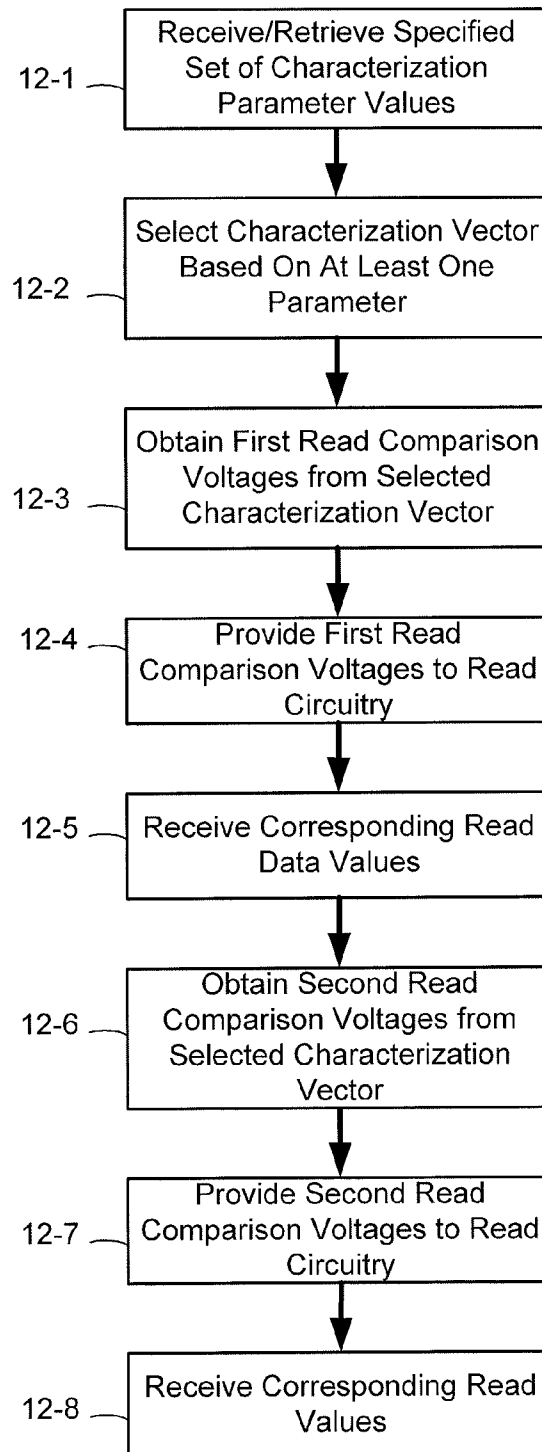 12-1
Receive/Retrieve Specified
Set of Characterization
Parameter Values
12-2
Select Characterization Vector
Based On At Least One
Parameter
12-3
Obtain First Read Comparison
Voltages from Selected
Characterization Vector
12-4
Provide First Read
Comparison Voltages to Read
Circuitry
12-5
Receive Corresponding Read
Data Values
12-6
Obtain Second Read
Comparison Voltages from
Selected Characterization
Vector
12-7
Provide Second Read
Comparison Voltages to Read
Circuitry
12-8
Receive Corresponding Read
Values